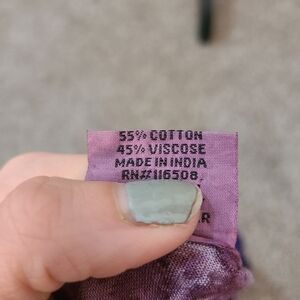 55% COTTON
45% VISCOSE
MADE IN INDIA
RN#116508